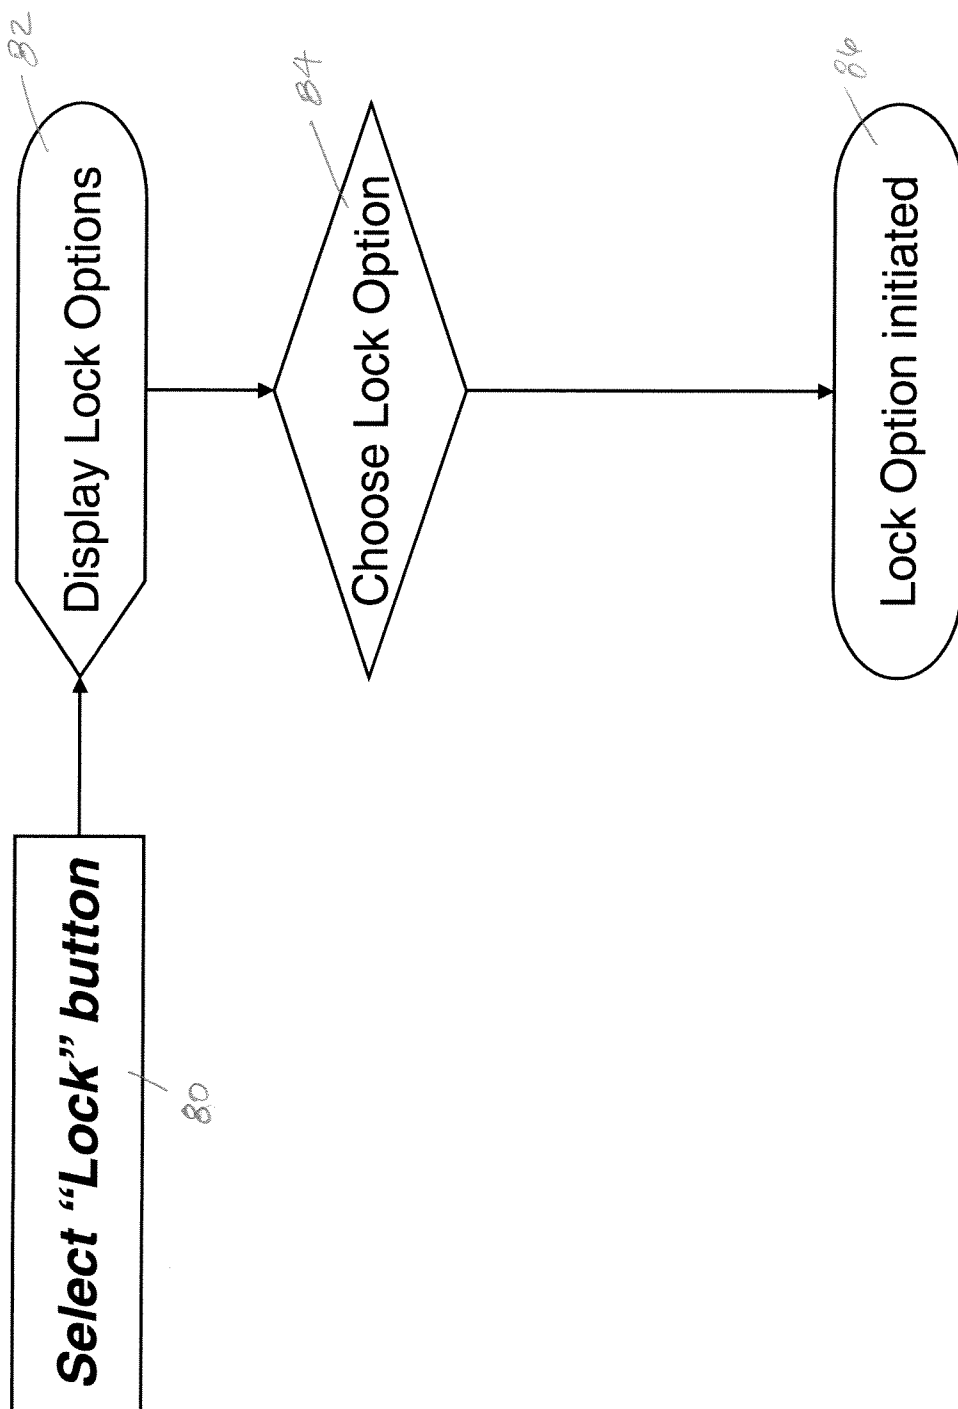 Select “Lock” button
80
Display Lock Options
82
Choose Lock Option
84
Lock Option initiated
86